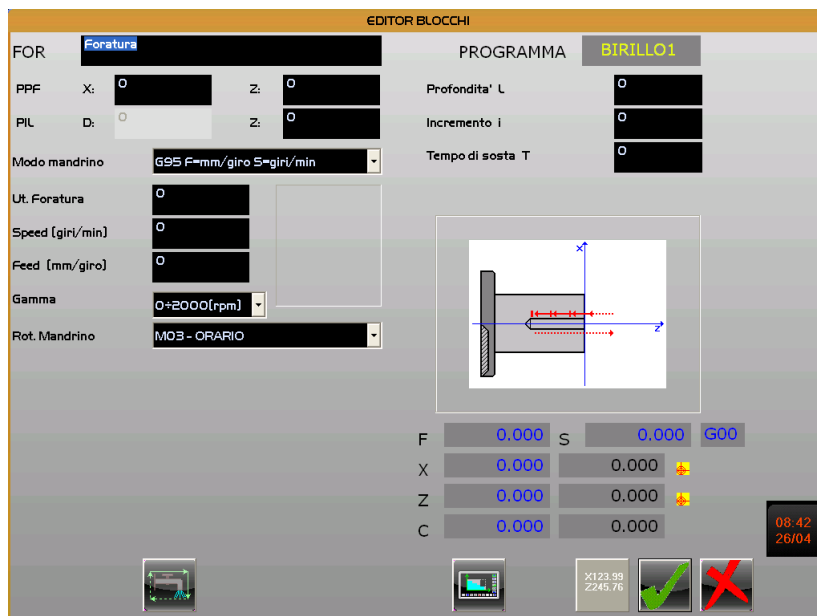 EDITOR BLOCCHI
FOR Foratura PROGRAMMA BIRILLO1
PPF X: 0 Z: 0 Profondita' L 0
PIL D: 0 Z: 0 Incremento i 0
Modo mandrino G95 F=mm/giro S=giri/min Tempo di sosta T 0
Ut. Foratura 0
Speed (giri/min) 0
Feed (mm/giro) 0
Gamma 0÷2000(rpm)
Rot. Mandrino M03 - ORARIO
x
z
F 0.000 S 0.000 G00
X 0.000 0.000
Z 0.000 0.000
C 0.000 0.000
08:42
26/04
X123.99
Z245.76